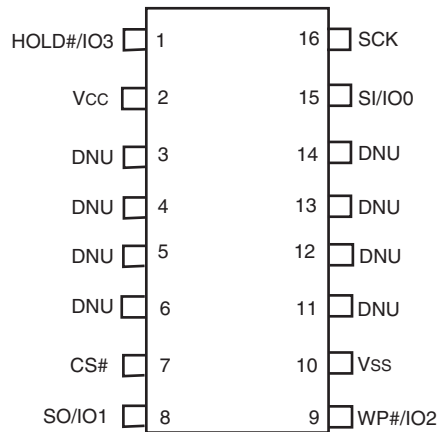 HOLD#/IO3 1 16 SCK
VCC 2 15 SI/IO0
DNU 3 14 DNU
DNU 4 13 DNU
DNU 5 12 DNU
DNU 6 11 DNU
CS# 7 10 VSS
SO/IO1 8 9 WP#/IO2